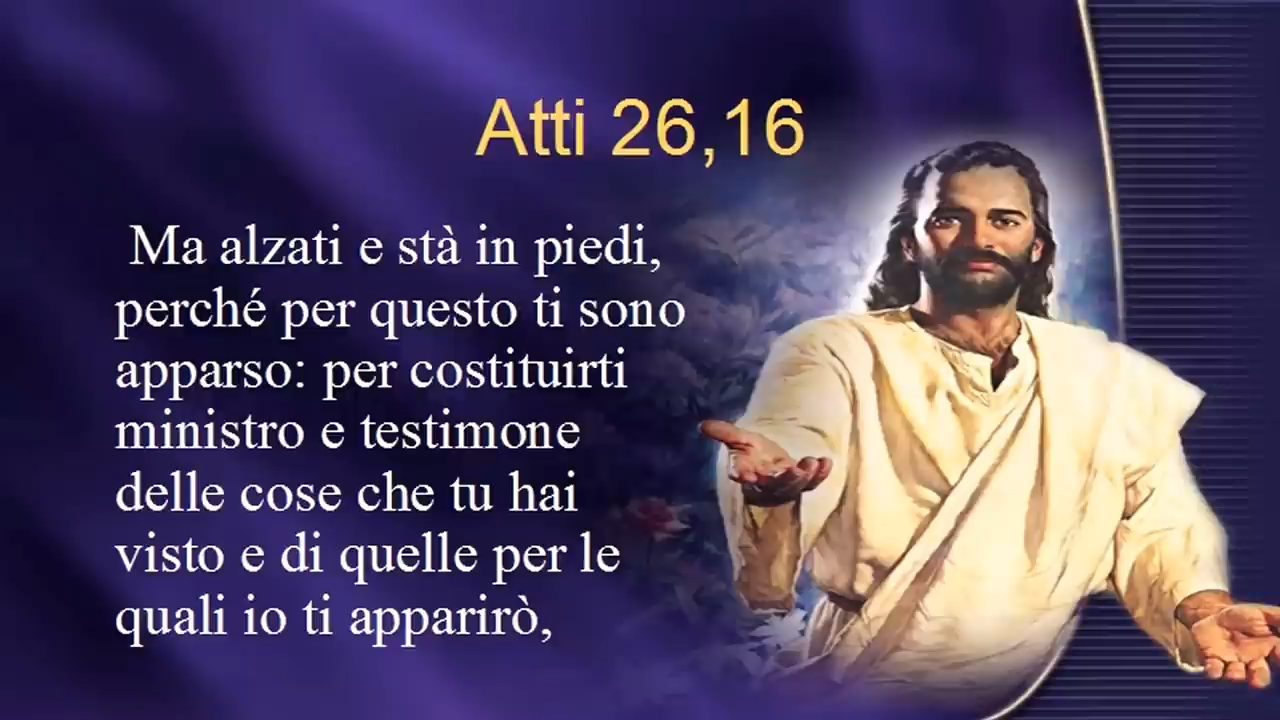 Atti 26,16
Ma alzati e stà in piedi,
perché per questo ti sono
apparso: per costituirti
ministro e testimone
delle cose che tu hai
visto e di quelle per le
quali io ti apparirò,